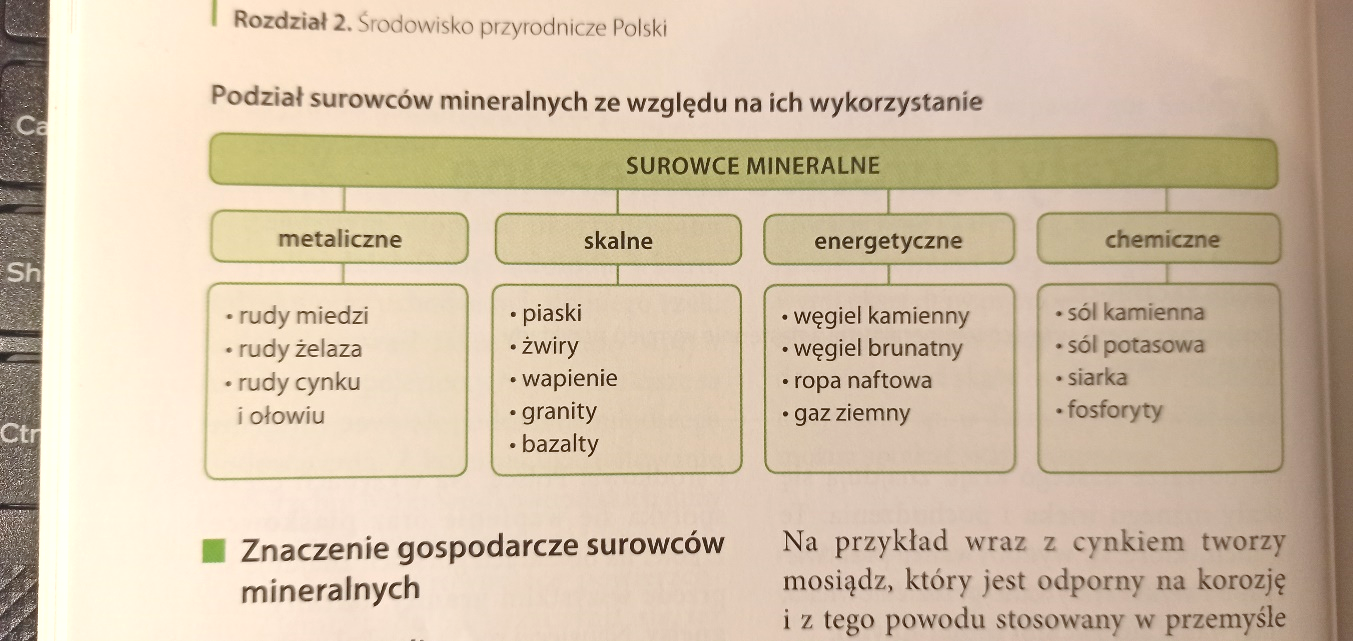 Rozdział 2. Środowisko przyrodnicze Polski
Podział surowców mineralnych ze względu na ich wykorzystanie
SUROWCE MINERALNE
metaliczne
• rudy miedzi
• rudy żelaza
• rudy cynku
i ołowiu
skalne
• piaski
• żwiry
• wapienie
• granity
• bazalty
energetyczne
• węgiel kamienny
• węgiel brunatny
• ropa naftowa
• gaz ziemny
chemiczne
• sól kamienna
• sól potasowa
• siarka
• fosforyty
Znaczenie gospodarcze surowców
mineralnych
Na przykład wraz z cynkiem tworzy
mosiądz, który jest odporny na korozję
i z tego powodu stosowany w przemyśle
Ca
Sh
Ctr